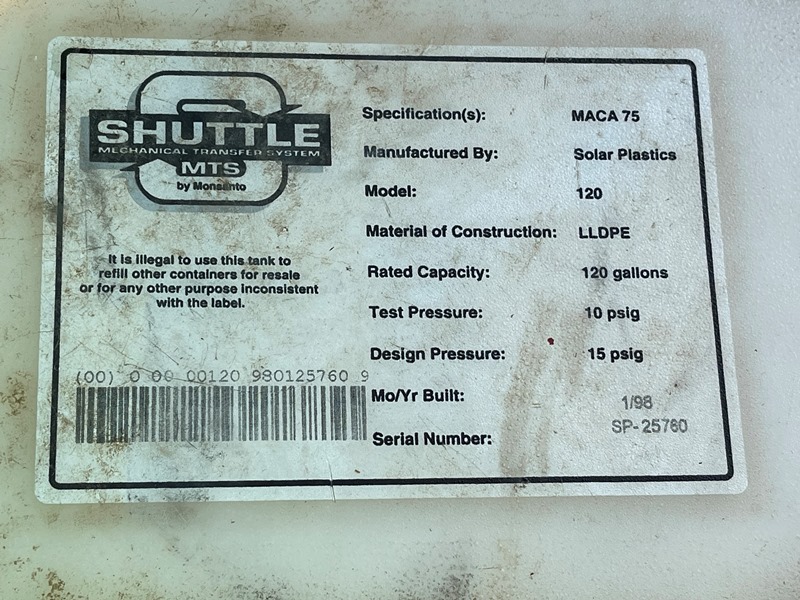 SHUTTLE
MECHANICAL TRANSFER SYSTEM
MTS
by Monsanto
It is illegal to use this tank to
refill other containers for resale
or for any other purpose inconsistent
with the label.
(00) 0 00 00120 980125760 9
Specification(s): MACA 75
Manufactured By: Solar Plastics
Model: 120
Material of Construction: LLDPE
Rated Capacity: 120 gallons
Test Pressure: 10 psig
Design Pressure: 15 psig
Mo/Yr Built: 1/98
Serial Number: SP-25760